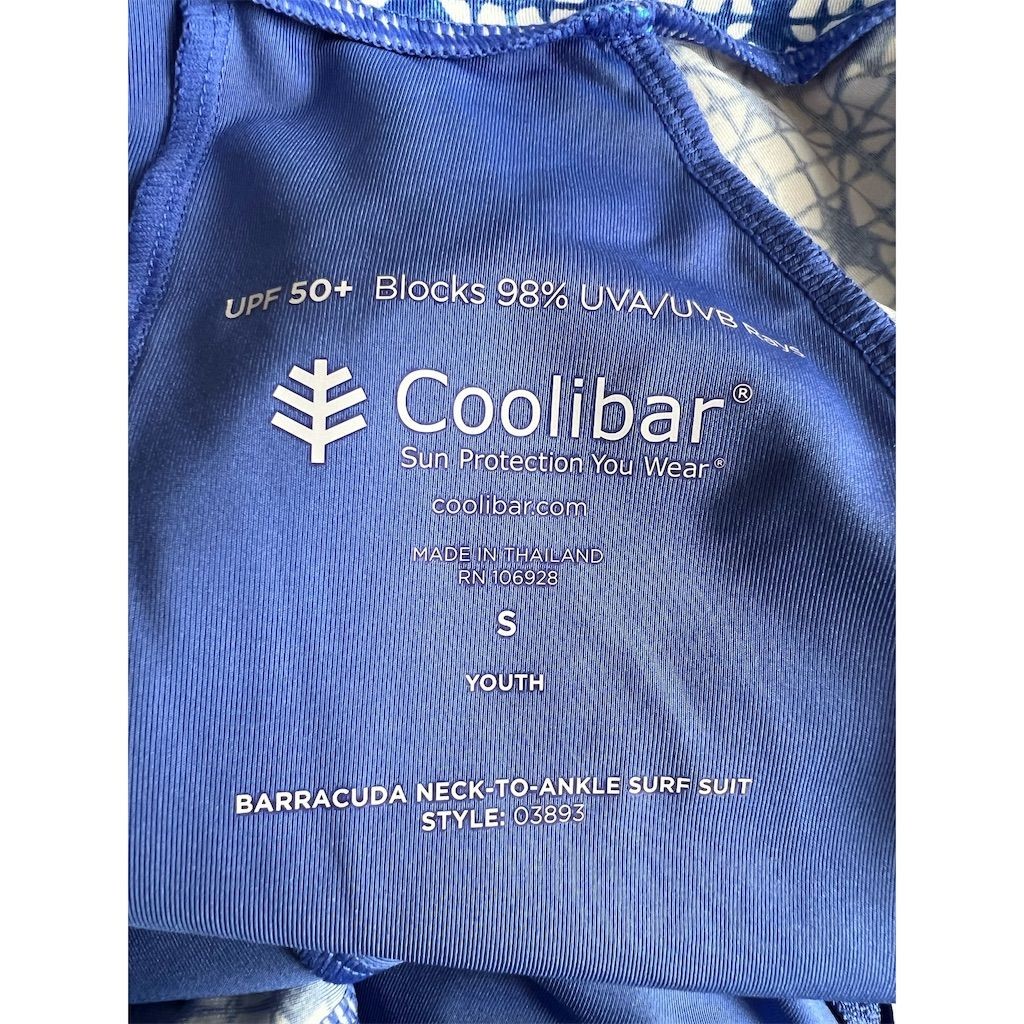 UPF 50+ Blocks 98% UVA/UVB Rays
Coolibar®
Sun Protection You Wear®
coolibar.com
MADE IN THAILAND
RN 106928
S
YOUTH
BARRACUDA NECK-TO-ANKLE SURF SUIT
STYLE: 03893